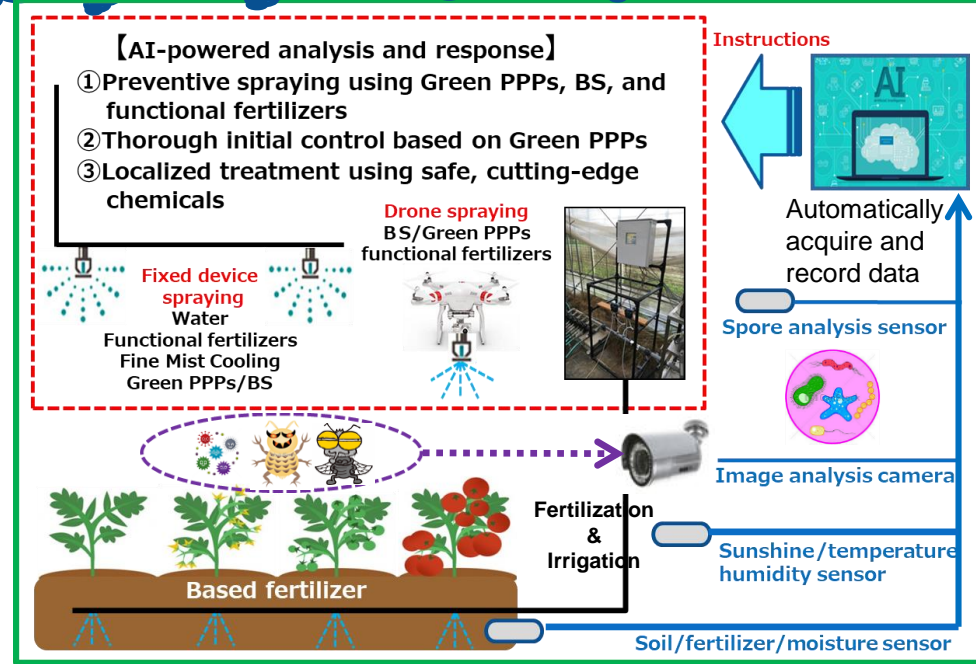 【AI-powered analysis and response】
①Preventive spraying using Green PPPs, BS, and
functional fertilizers
②Thorough initial control based on Green PPPs
③Localized treatment using safe, cutting-edge
chemicals
Instructions
AI
Automatically
acquire and
record data
Drone spraying
BS/Green PPPs
functional fertilizers
Fixed device
spraying
Water
Functional fertilizers
Fine Mist Cooling
Green PPPs/BS
Spore analysis sensor
Image analysis camera
Fertilization
&
Irrigation
Sunshine/temperature
humidity sensor
Based fertilizer
Soil/fertilizer/moisture sensor